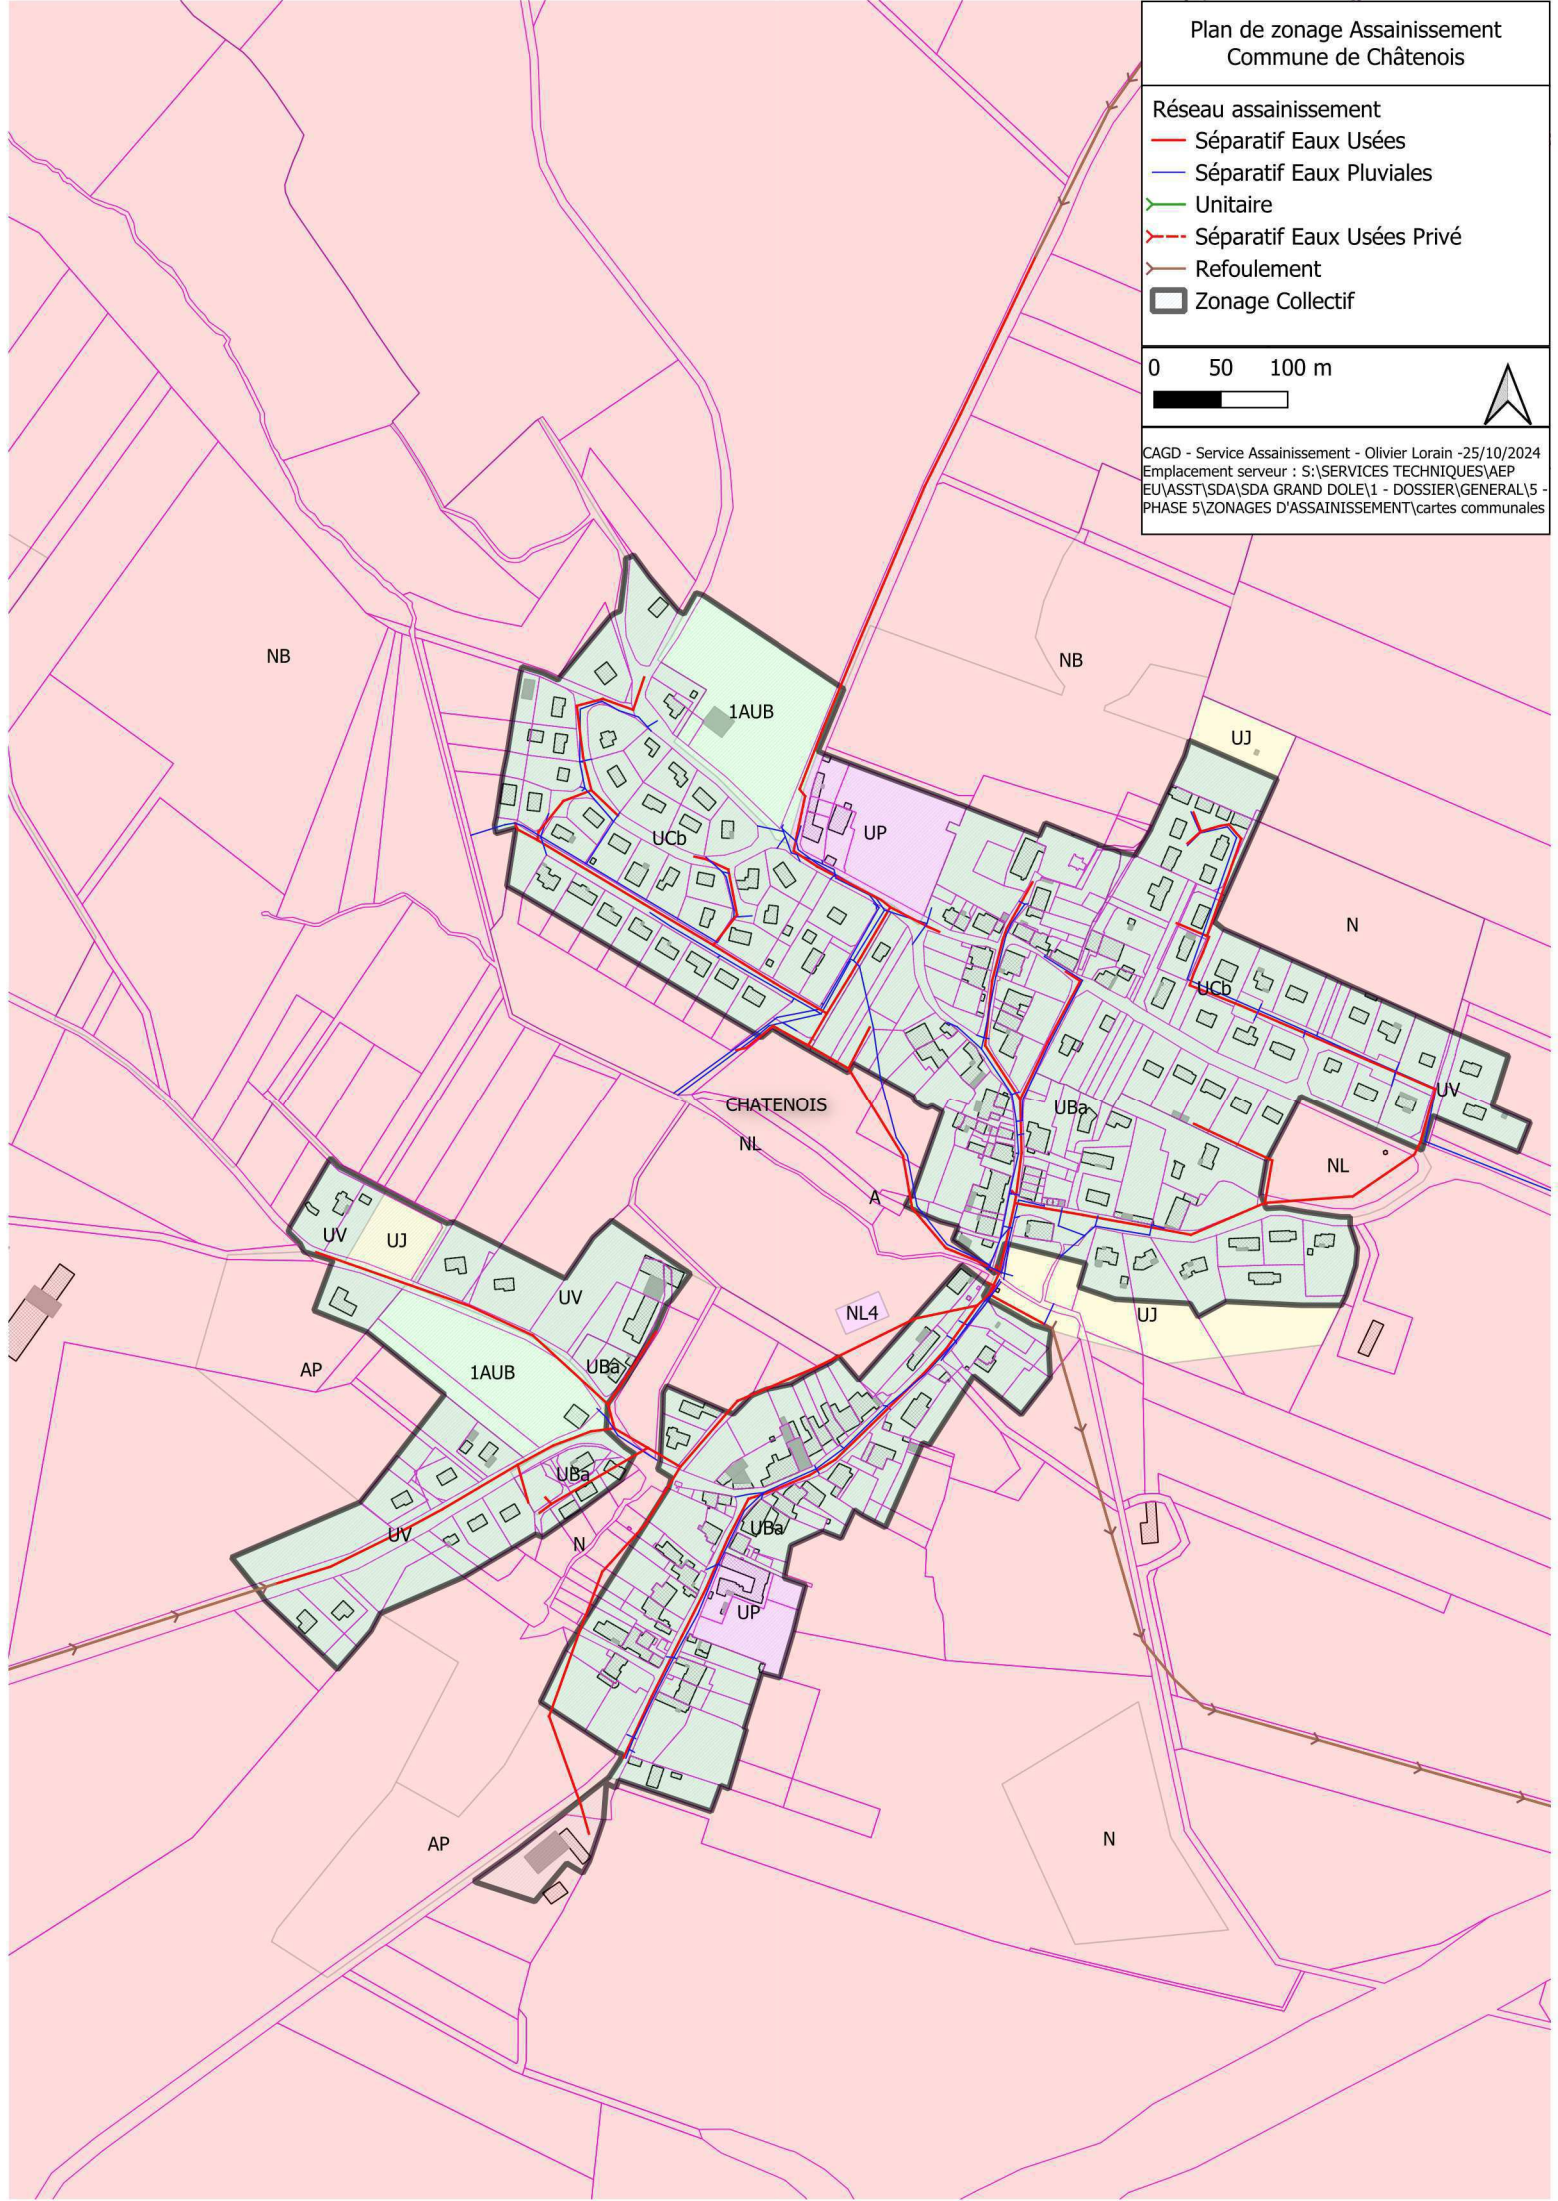 Plan de zonage Assainissement
Commune de Châtenois
Réseau assainissement
Séparatif Eaux Usées
Séparatif Eaux Pluviales
Unitaire
Séparatif Eaux Usées Privé
Refoulement
Zonage Collectif
0 50 100 m
CAGD - Service Assainissement - Olivier Lorain -25/10/2024
Emplacement serveur : S:\SERVICES TECHNIQUES\AEP
EU\ASST\SDA\SDA GRAND DOLE\1 - DOSSIER\GENERAL\5 -
PHASE 5\ZONAGES D'ASSAINISSEMENT\cartes communales
NB
NB
1AUB
UJ
UP
UCb
N
UCb
UV
CHATENOIS
UBa
NL
NL
A
UV
UJ
UV
NL4
UJ
AP
1AUB
UBa
UBa
UV
UBa
N
UP
AP
N